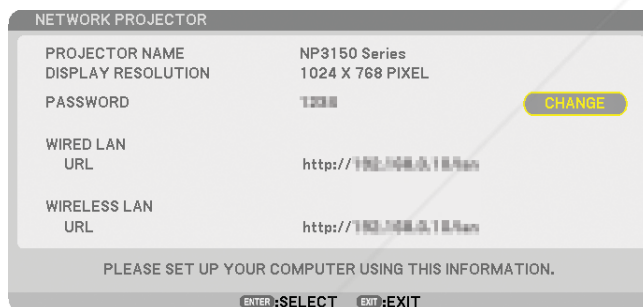 NETWORK PROJECTOR
PROJECTOR NAME NP3150 Series
DISPLAY RESOLUTION 1024 X 768 PIXEL
PASSWORD CHANGE
WIRED LAN
URL http://
WIRELESS LAN
URL http://
PLEASE SET UP YOUR COMPUTER USING THIS INFORMATION.
ENTER :SELECT EXIT :EXIT